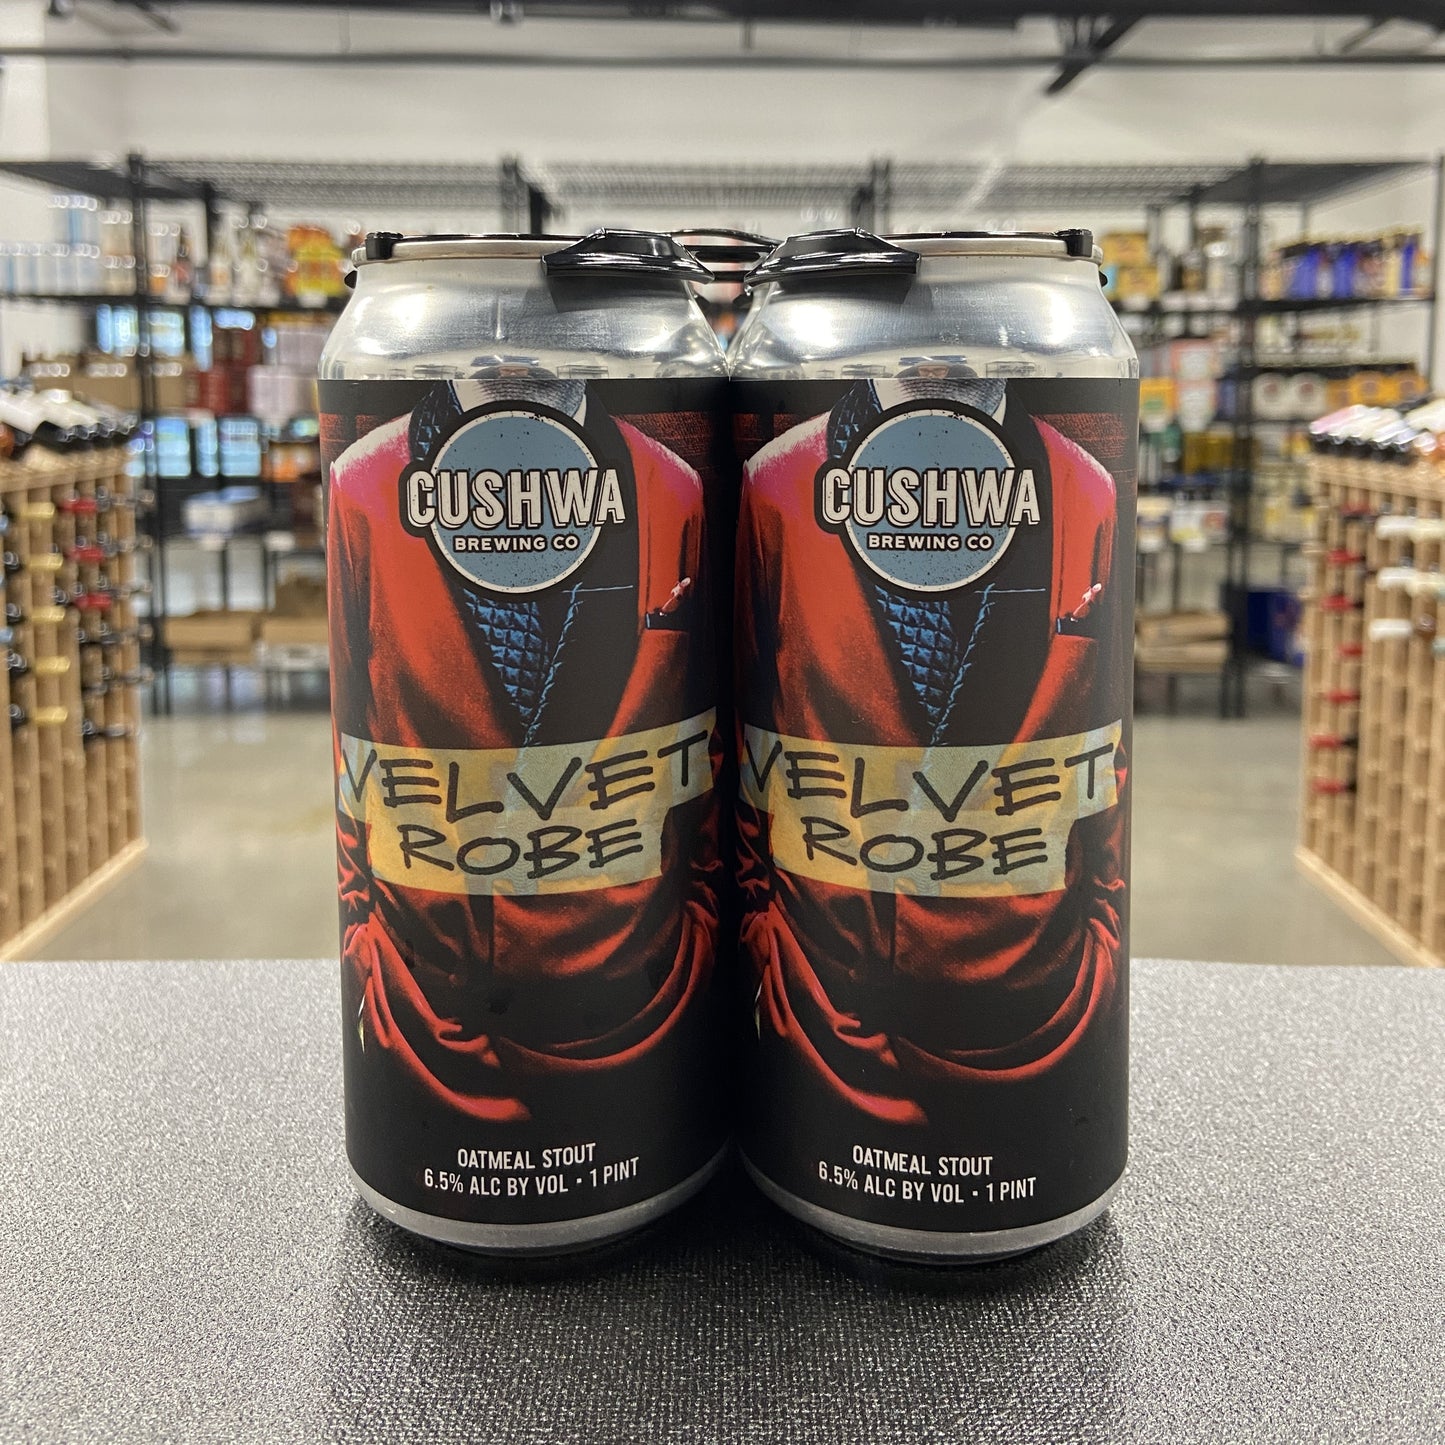 CUSHWA
BREWING CO
VELVET
ROBE
OATMEAL STOUT
6.5% ALC BY VOL • 1 PINT
CUSHWA
BREWING CO
VELVET
ROBE
OATMEAL STOUT
6.5% ALC BY VOL • 1 PINT